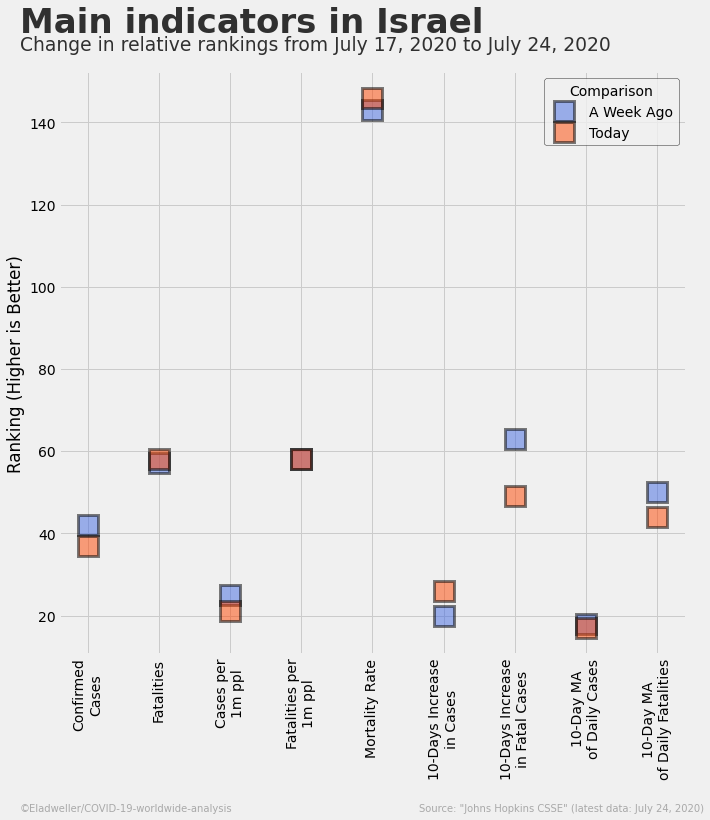 Main indicators in Israel
Change in relative rankings from July 17, 2020 to July 24, 2020
Comparison
A Week Ago
Today
Ranking (Higher is Better)
140
120
100
80
60
40
20
Confirmed
Cases
Fatalities
Cases per
1m ppl
Fatalities per
1m ppl
Mortality Rate
10-Days Increase
in Cases
10-Days Increase
in Fatal Cases
10-Day MA
of Daily Cases
10-Day MA
of Daily Fatalities
©Eladweller/COVID-19-worldwide-analysis
Source: "Johns Hopkins CSSE" (latest data: July 24, 2020)